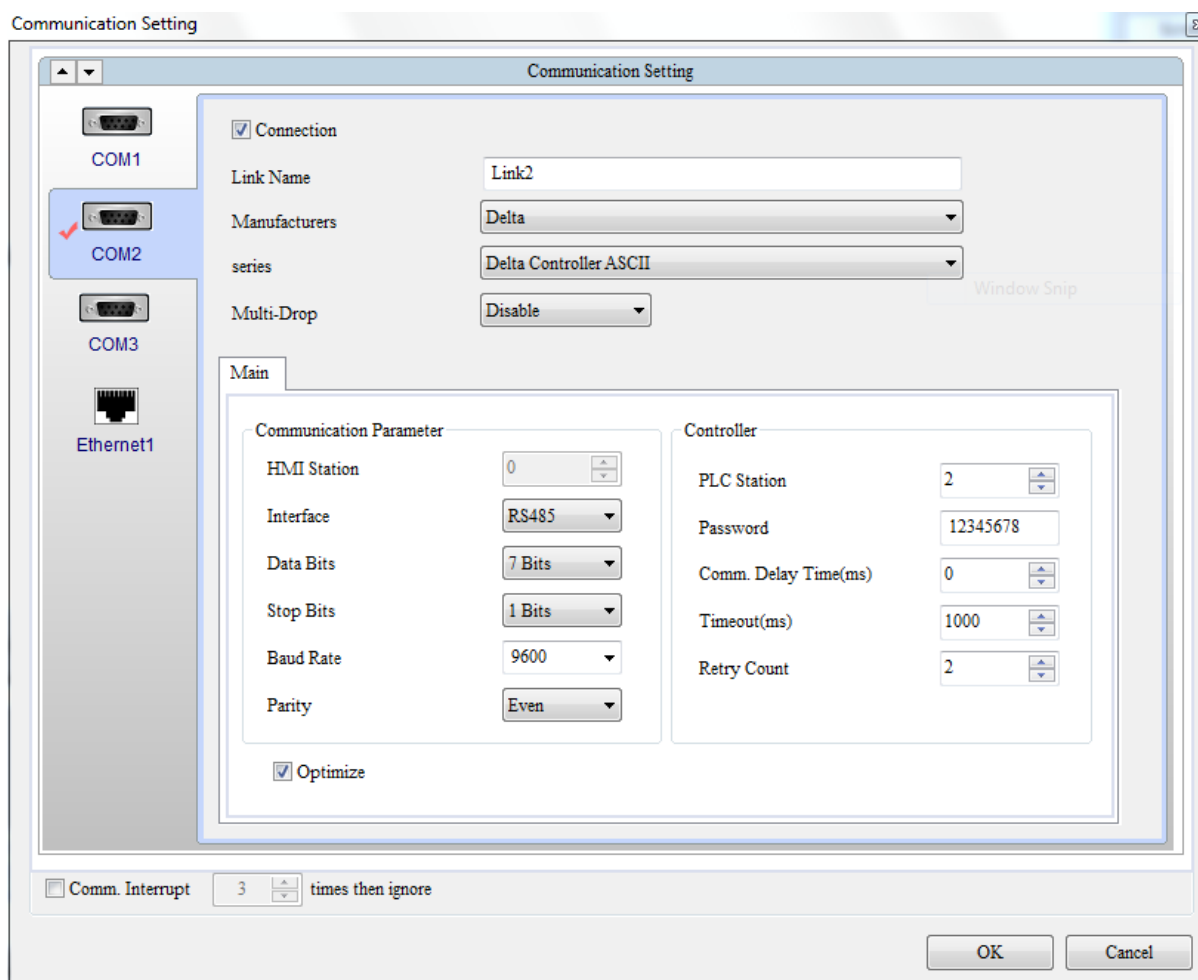 Communication Setting
Communication Setting
COM1
COM2
COM3
Ethernet1
Connection
Link Name Link2
Manufacturers Delta
series Delta Controller ASCII
Window Snip
Multi-Drop Disable
Main
Communication Parameter
HMI Station 0
Interface RS485
Data Bits 7 Bits
Stop Bits 1 Bits
Baud Rate 9600
Parity Even
Controller
PLC Station 2
Password 12345678
Comm. Delay Time(ms) 0
Timeout(ms) 1000
Retry Count 2
Optimize
Comm. Interrupt 3 times then ignore
OK Cancel